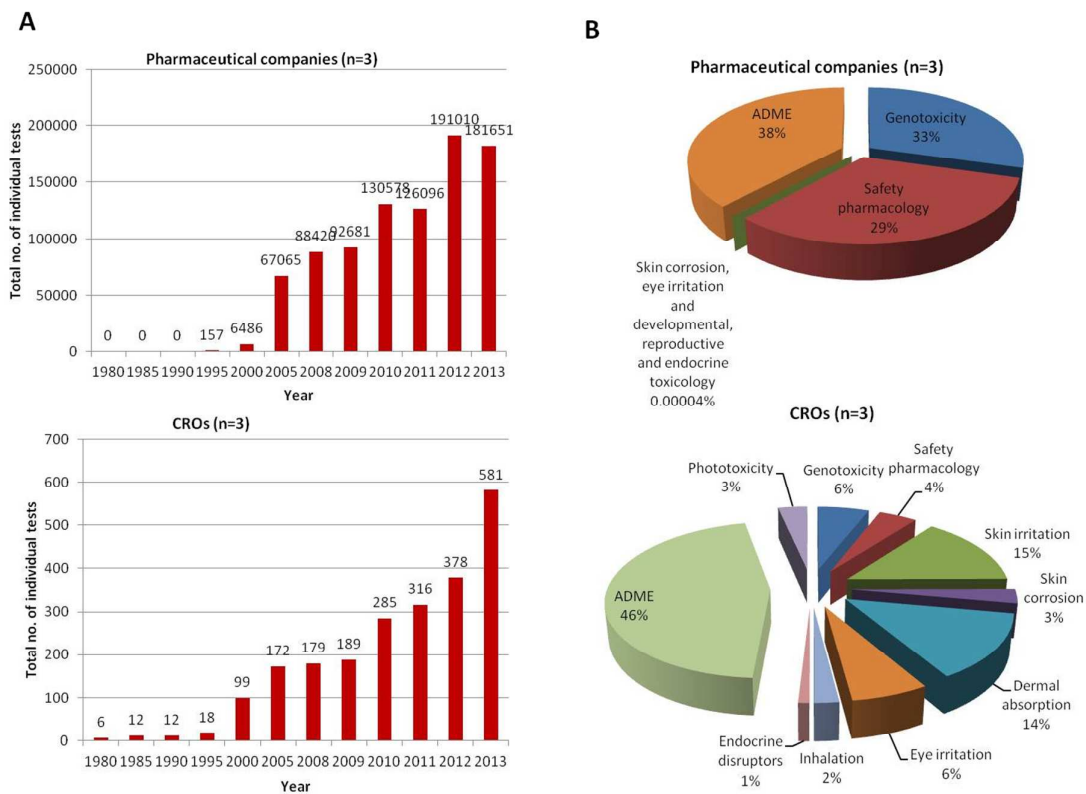 A
Pharmaceutical companies (n=3)
Total no. of individual tests
250000
200000
150000
100000
50000
0
0
0
0
157
6486
67065
88420
92681
130578
126096
191010
181651
1980 1985 1990 1995 2000 2005 2008 2009 2010 2011 2012 2013
Year
CROs (n=3)
Total no. of individual tests
700
600
500
400
300
200
100
0
6
12
12
18
99
172
179
189
285
316
378
581
1980 1985 1990 1995 2000 2005 2008 2009 2010 2011 2012 2013
Year
B
Pharmaceutical companies (n=3)
ADME
38%
Genotoxicity
33%
Safety
pharmacology
29%
Skin corrosion,
eye irritation
and
developmental,
reproductive
and endocrine
toxicology
0.00004%
CROs (n=3)
Phototoxicity
3%
Genotoxicity
6%
Safety
pharmacology
4%
Skin irritation
15%
Skin
corrosion
3%
Dermal
absorption
14%
Eye irritation
6%
Inhalation
2%
Endocrine
disruptors
1%
ADME
46%